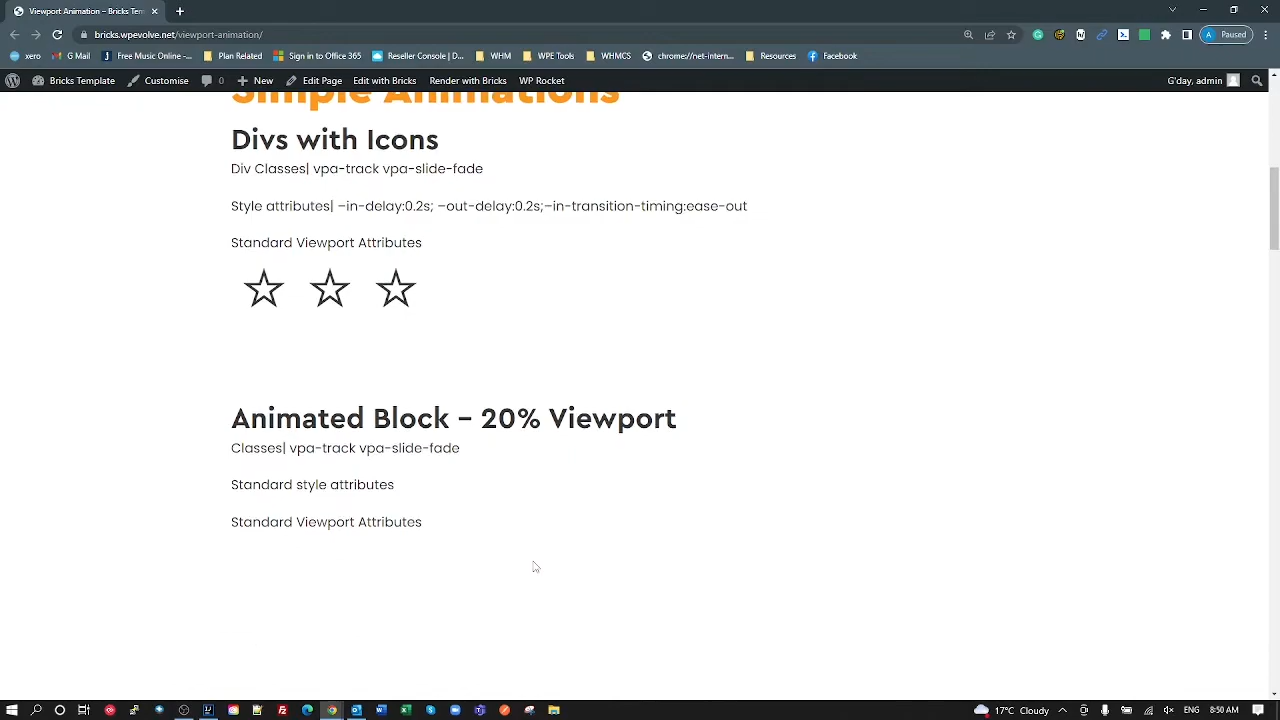 Viewport Animation – Bricks Tem
bricks.wpevolve.net/viewport-animation/
Paused
xero
G Mail
Free Music Online -...
Plan Related
Sign in to Office 365
Reseller Console | D...
WHM
WPE Tools
WHMCS
chrome://net-intern...
Resources
Facebook
Bricks Template
Customise
0
New
Edit Page
Edit with Bricks
Render with Bricks
WP Rocket
G'day, admin
Simple Animations
Divs with Icons
Div Classes| vpa-track vpa-slide-fade
Style attributes| –in-delay:0.2s; –out-delay:0.2s;–in-transition-timing:ease-out
Standard Viewport Attributes
Animated Block – 20% Viewport
Classes| vpa-track vpa-slide-fade
Standard style attributes
Standard Viewport Attributes
17°C Cloudy
ENG
8:50 AM